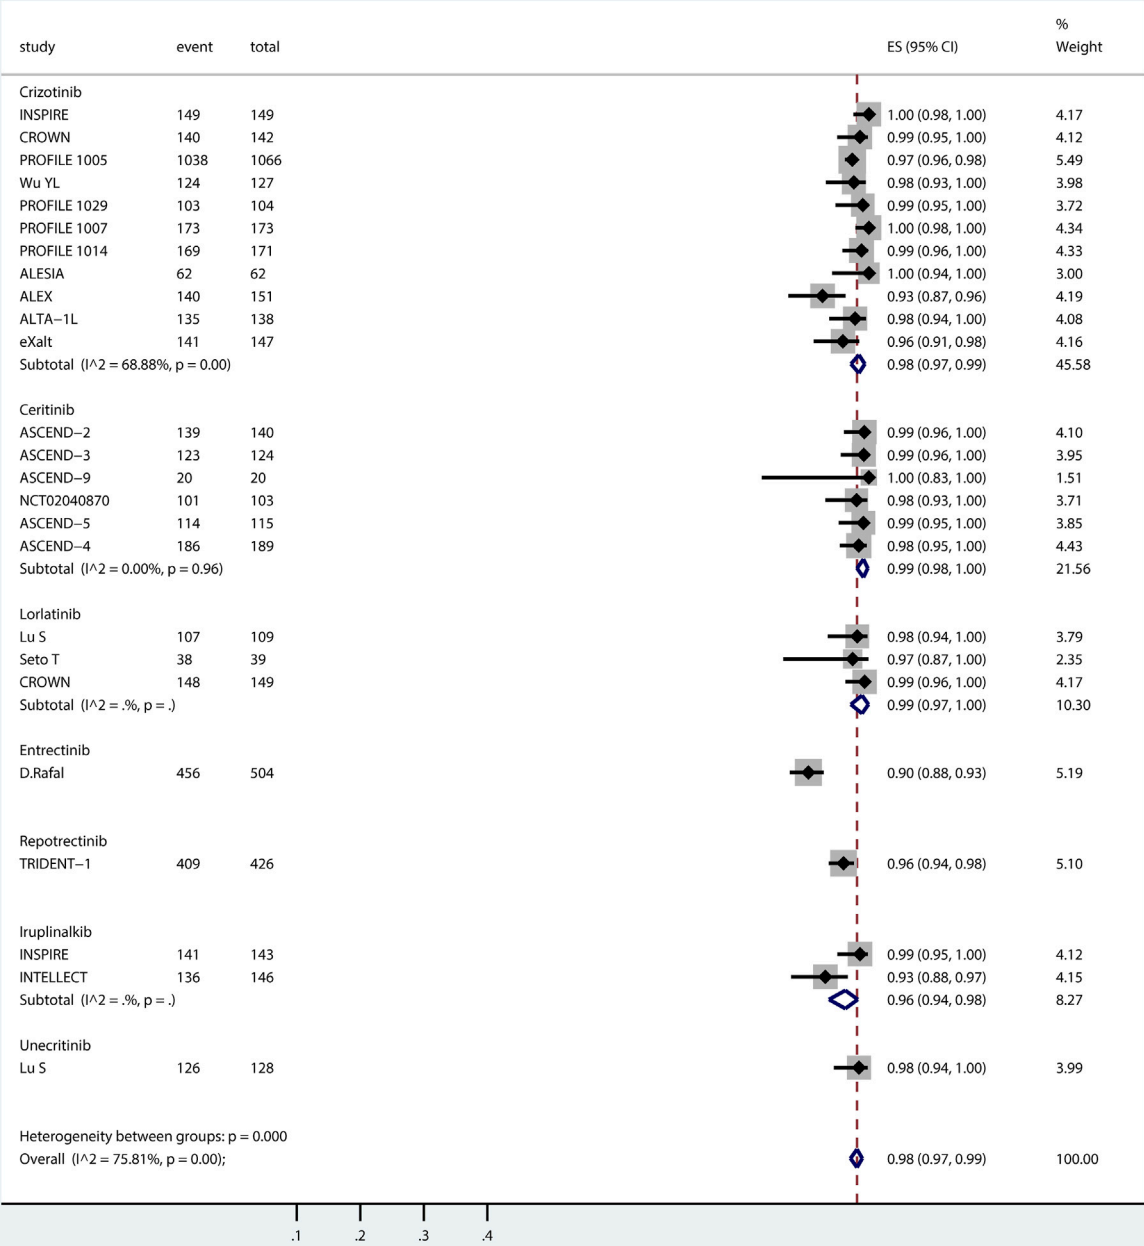 %
study event total ES (95% CI) Weight
Crizotinib
INSPIRE 149 149 1.00 (0.98, 1.00) 4.17
CROWN 140 142 0.99 (0.95, 1.00) 4.12
PROFILE 1005 1038 1066 0.97 (0.96, 0.98) 5.49
Wu YL 124 127 0.98 (0.93, 1.00) 3.98
PROFILE 1029 103 104 0.99 (0.95, 1.00) 3.72
PROFILE 1007 173 173 1.00 (0.98, 1.00) 4.34
PROFILE 1014 169 171 0.99 (0.96, 1.00) 4.33
ALESIA 62 62 1.00 (0.94, 1.00) 3.00
ALEX 140 151 0.93 (0.87, 0.96) 4.19
ALTA−1L 135 138 0.98 (0.94, 1.00) 4.08
eXalt 141 147 0.96 (0.91, 0.98) 4.16
Subtotal (I^2 = 68.88%, p = 0.00) 0.98 (0.97, 0.99) 45.58
Ceritinib
ASCEND−2 139 140 0.99 (0.96, 1.00) 4.10
ASCEND−3 123 124 0.99 (0.96, 1.00) 3.95
ASCEND−9 20 20 1.00 (0.83, 1.00) 1.51
NCT02040870 101 103 0.98 (0.93, 1.00) 3.71
ASCEND−5 114 115 0.99 (0.95, 1.00) 3.85
ASCEND−4 186 189 0.98 (0.95, 1.00) 4.43
Subtotal (I^2 = 0.00%, p = 0.96) 0.99 (0.98, 1.00) 21.56
Lorlatinib
Lu S 107 109 0.98 (0.94, 1.00) 3.79
Seto T 38 39 0.97 (0.87, 1.00) 2.35
CROWN 148 149 0.99 (0.96, 1.00) 4.17
Subtotal (I^2 = .%, p = .) 0.99 (0.97, 1.00) 10.30
Entrectinib
D.Rafal 456 504 0.90 (0.88, 0.93) 5.19
Repotrectinib
TRIDENT−1 409 426 0.96 (0.94, 0.98) 5.10
Iruplinalkib
INSPIRE 141 143 0.99 (0.95, 1.00) 4.12
INTELLECT 136 146 0.93 (0.88, 0.97) 4.15
Subtotal (I^2 = .%, p = .) 0.96 (0.94, 0.98) 8.27
Unecritinib
Lu S 126 128 0.98 (0.94, 1.00) 3.99
Heterogeneity between groups: p = 0.000
Overall (I^2 = 75.81%, p = 0.00); 0.98 (0.97, 0.99) 100.00
.1 .2 .3 .4